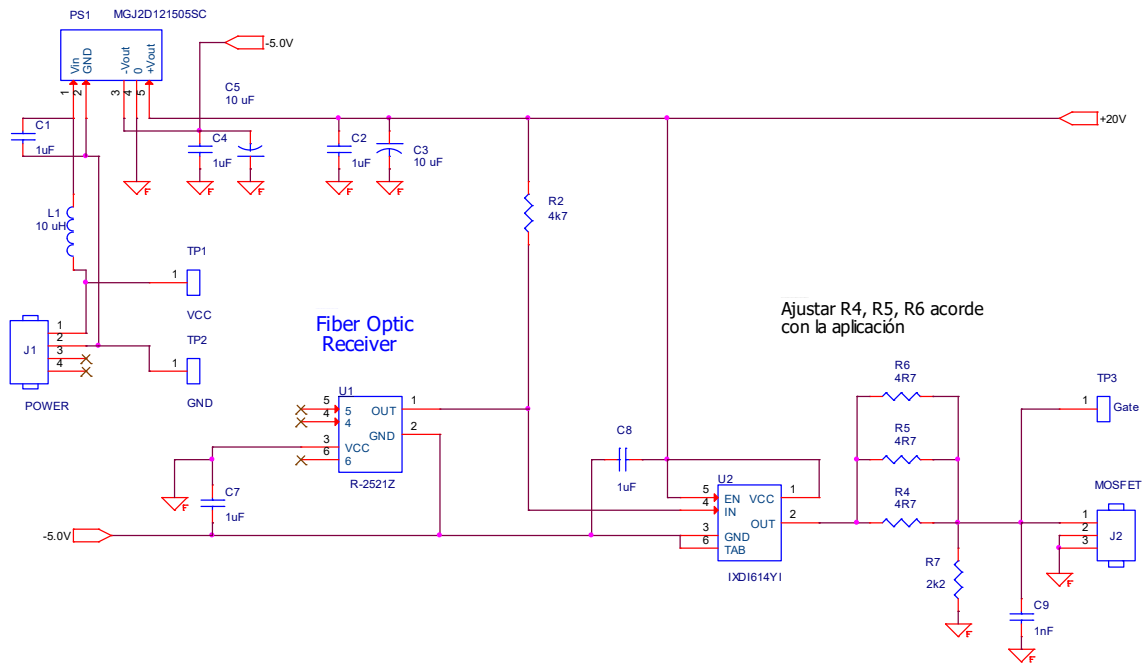 PS1 MGJ2D121505SC
-5.0V
Vin
GND
-Vout
0
+Vout
1
2
3
4
5
C5
10 uF
C1
1uF
C4
1uF
C2
1uF
C3
10 uF
+20V
R2
4k7
L1
10 uH
TP1
1
VCC
TP2
1
GND
J1
1
2
3
4
POWER
Fiber Optic
Receiver
Ajustar R4, R5, R6 acorde
con la aplicación
U1
5 5 OUT 1
4 4
GND 2
3 VCC
6 6
R-2521Z
C7
1uF
-5.0V
C8
1uF
U2
5 EN VCC 1
4 IN
OUT 2
3 GND
6 TAB
IXDI614YI
R6
4R7
R5
4R7
R4
4R7
R7
2k2
TP3
1 Gate
MOSFET
1
2
3
J2
C9
1nF
F
F
F
F
F
F
F
F
F